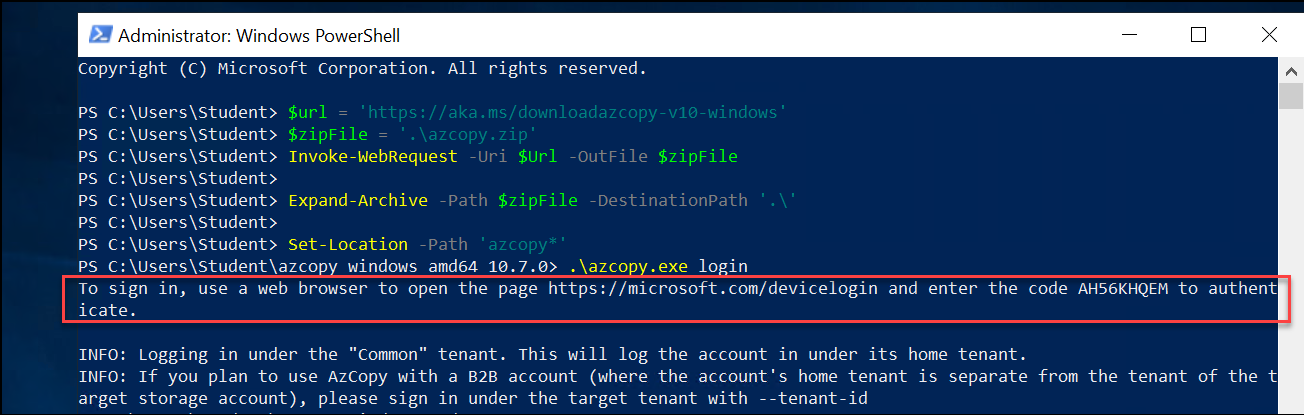 Administrator: Windows PowerShell
Copyright (C) Microsoft Corporation. All rights reserved.
PS C:\Users\Student> $url = 'https://aka.ms/downloadazcopy-v10-windows'
PS C:\Users\Student> $zipFile = '.\azcopy.zip'
PS C:\Users\Student> Invoke-WebRequest -Uri $Url -OutFile $zipFile
PS C:\Users\Student>
PS C:\Users\Student> Expand-Archive -Path $zipFile -DestinationPath '.\'
PS C:\Users\Student>
PS C:\Users\Student> Set-Location -Path 'azcopy*'
PS C:\Users\Student\azcopy_windows_amd64_10.7.0> .\azcopy.exe login
To sign in, use a web browser to open the page https://microsoft.com/devicelogin and enter the code AH56KHQEM to authent
icate.
INFO: Logging in under the "Common" tenant. This will log the account in under its home tenant.
INFO: If you plan to use AzCopy with a B2B account (where the account's home tenant is separate from the tenant of the t
arget storage account), please sign in under the target tenant with --tenant-id